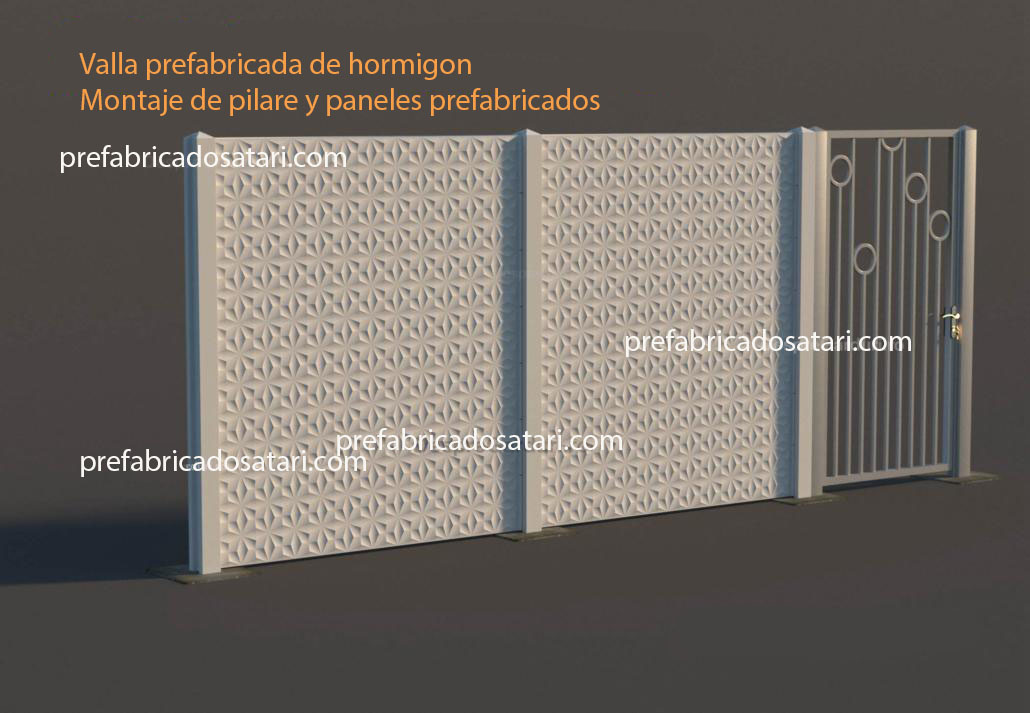 Valla prefabricada de hormigon
Montaje de pilare y paneles prefabricados
prefabricadosatari.com
prefabricadosatari.com
prefabricadosatari.com
prefabricadosatari.com